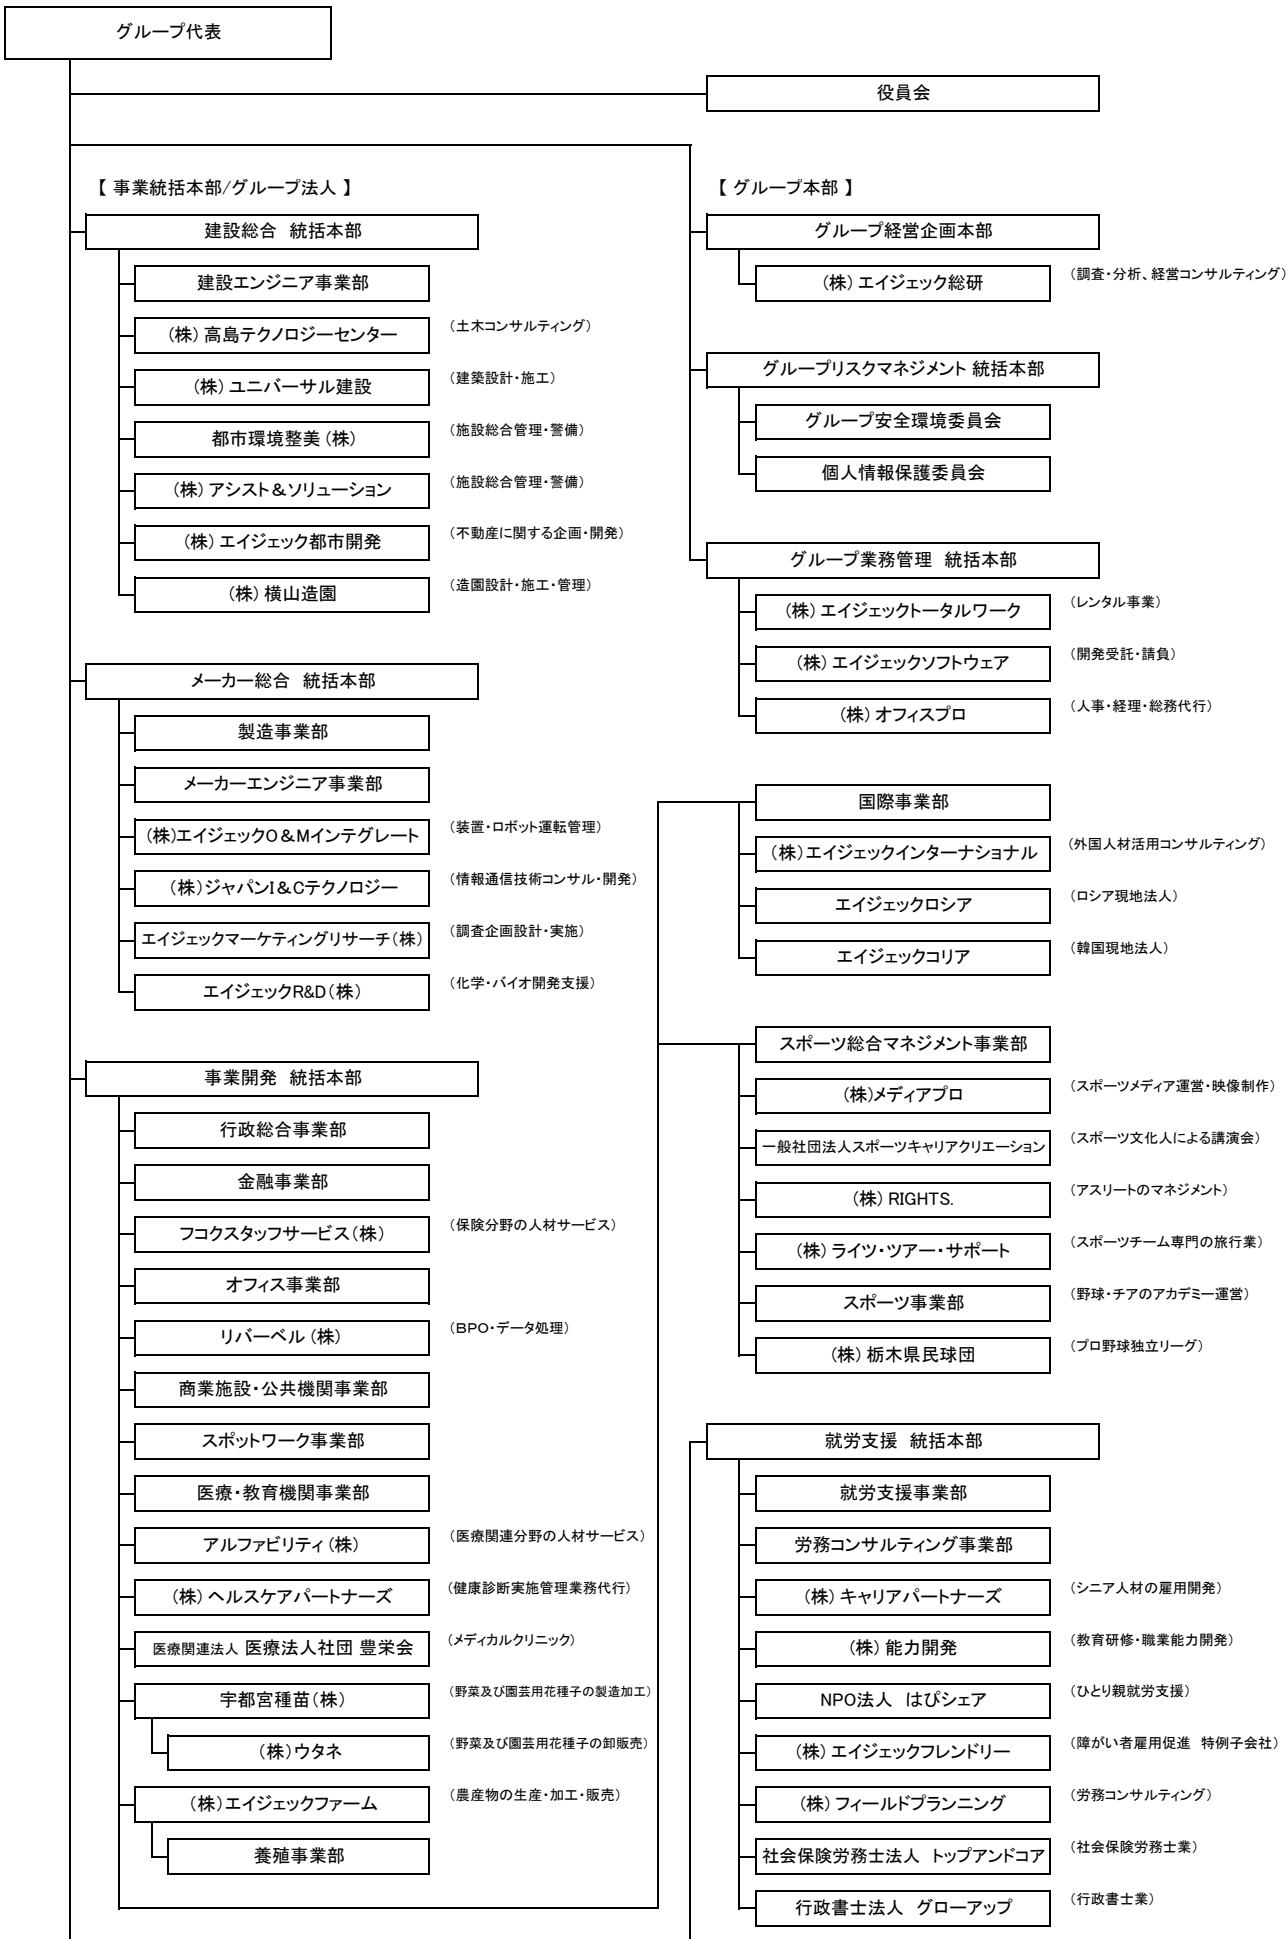 グループ代表
役員会
【 事業統括本部/グループ法人 】
建設総合　統括本部
建設エンジニア事業部
（株）高島テクノロジーセンター
（土木コンサルティング）
（株）ユニバーサル建設
（建築設計・施工）
都市環境整美（株）
（施設総合管理・警備）
（株）アシスト＆ソリューション
（施設総合管理・警備）
（株）エイジェック都市開発
（不動産に関する企画・開発）
（株）横山造園
（造園設計・施工・管理）
メーカー総合　統括本部
製造事業部
メーカーエンジニア事業部
（株）エイジェックO＆Mインテグレート
（装置・ロボット運転管理）
（株）ジャパンI＆Cテクノロジー
（情報通信技術コンサル・開発）
エイジェックマーケティングリサーチ（株）
（調査企画設計・実施）
エイジェックR&D（株）
（化学・バイオ開発支援）
事業開発　統括本部
行政総合事業部
金融事業部
フコクスタッフサービス（株）
（保険分野の人材サービス）
オフィス事業部
リバーベル（株）
（BPO・データ処理）
商業施設・公共機関事業部
スポットワーク事業部
医療・教育機関事業部
アルファビリティ（株）
（医療関連分野の人材サービス）
（株）ヘルスケアパートナーズ
（健康診断実施管理業務代行）
医療関連法人 医療法人社団 豊栄会
（メディカルクリニック）
宇都宮種苗（株）
（野菜及び園芸用花種子の製造加工）
（株）ウタネ
（野菜及び園芸用花種子の卸販売）
（株）エイジェックファーム
（農産物の生産・加工・販売）
養殖事業部
【 グループ本部 】
グループ経営企画本部
（株）エイジェック総研
（調査・分析、経営コンサルティング）
グループリスクマネジメント 統括本部
グループ安全環境委員会
個人情報保護委員会
グループ業務管理　統括本部
（株）エイジェックトータルワーク
（レンタル事業）
（株）エイジェックソフトウェア
（開発受託・請負）
（株）オフィスプロ
（人事・経理・総務代行）
国際事業部
（株）エイジェックインターナショナル
（外国人材活用コンサルティング）
エイジェックロシア
（ロシア現地法人）
エイジェックコリア
（韓国現地法人）
スポーツ総合マネジメント事業部
（株）メディアプロ
（スポーツメディア運営・映像制作）
一般社団法人スポーツキャリアクリエーション
（スポーツ文化人による講演会）
（株）RIGHTS.
（アスリートのマネジメント）
（株）ライツ・ツアー・サポート
（スポーツチーム専門の旅行業）
スポーツ事業部
（野球・チアのアカデミー運営）
（株）栃木県民球団
（プロ野球独立リーグ）
就労支援　統括本部
就労支援事業部
労務コンサルティング事業部
（株）キャリアパートナーズ
（シニア人材の雇用開発）
（株）能力開発
（教育研修・職業能力開発）
NPO法人　はぴシェア
（ひとり親就労支援）
（株）エイジェックフレンドリー
（障がい者雇用促進　特例子会社）
（株）フィールドプランニング
（労務コンサルティング）
社会保険労務士法人　トップアンドコア
（社会保険労務士業）
行政書士法人　グローアップ
（行政書士業）